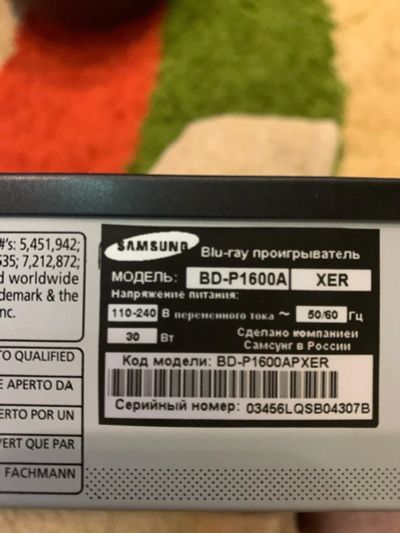 #'s: 5,451,942;
535; 7,212,872;
d worldwide
demark & the
nc.
TO QUALIFIED
E APERTO DA
ERTO POR UN
VERT QUE PAR
FACHMANN
SAMSUNG Blu-ray проигрыватель
МОДЕЛЬ: BD-P1600A XER
Напряжение питания:
110-240 В переменного тока ~ 50/60 Гц
30 Вт Сделано компанией
Самсунг в России
Код модели: BD-P1600APXER
Серийный номер: 03456LQSB04307B